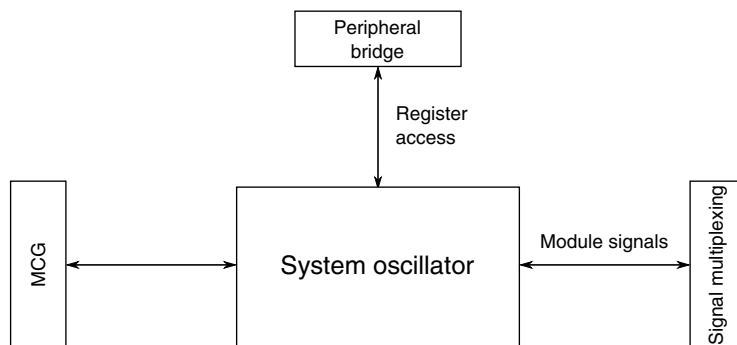 Peripheral
bridge
Register
access
MCG
System oscillator
Module signals
Signal multiplexing